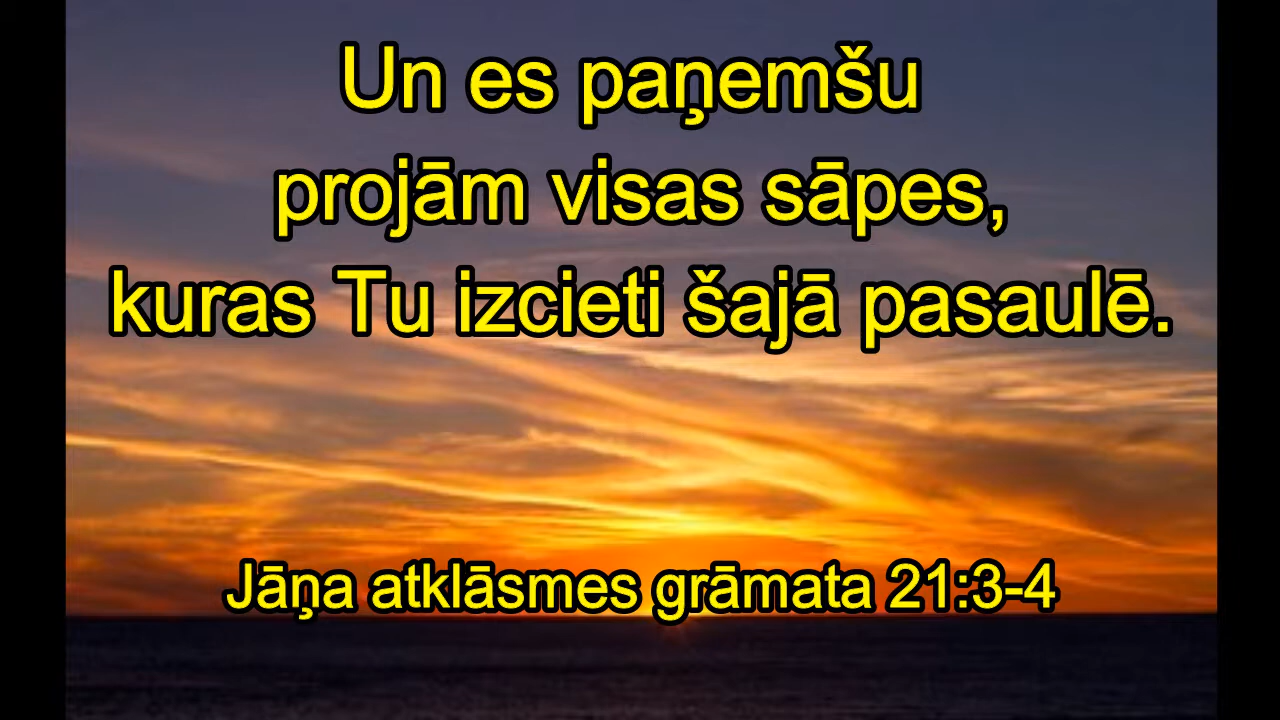 Un es paņemšu
projām visas sāpes,
kuras Tu izcieti šajā pasaulē.
Jāņa atklāsmes grāmata 21:3-4